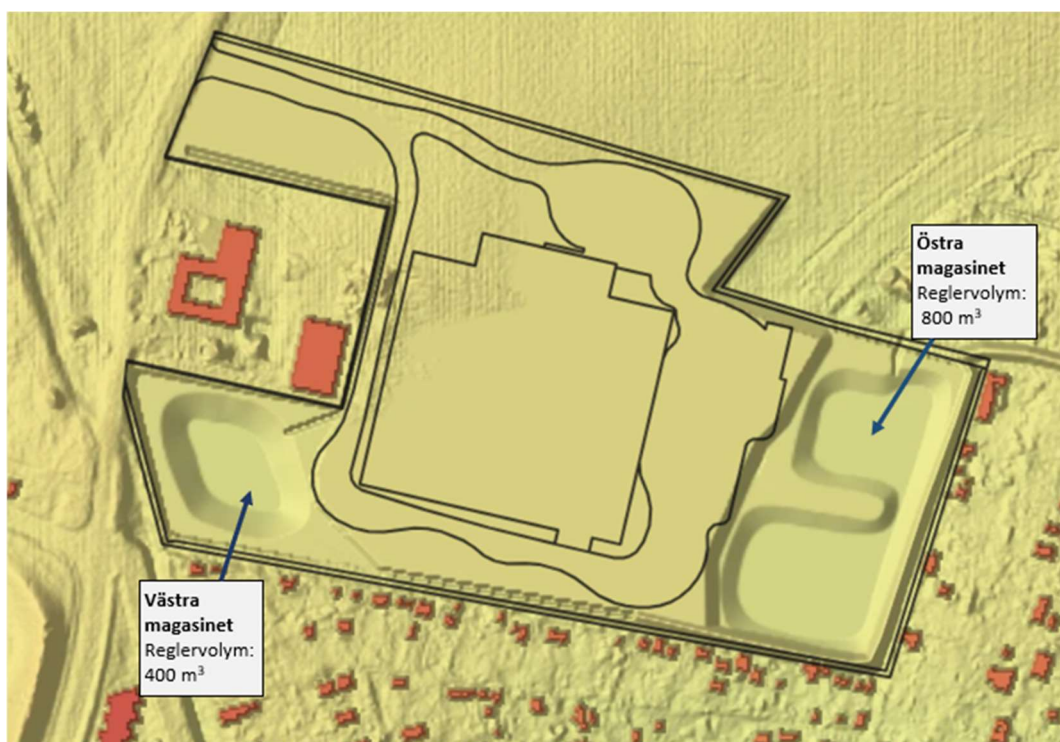 Östra
magasinet
Reglervolym:
800 m³
Västra
magasinet
Reglervolym:
400 m³